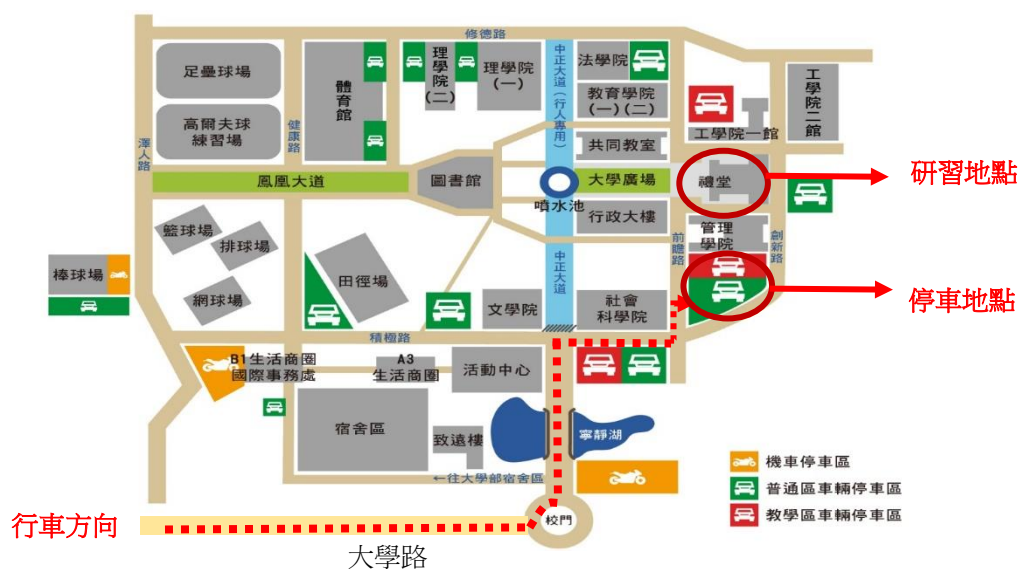 修德路
足壘球場
高爾夫球
練習場
澤人路
健康路
體
育
館
理
學
院
(二)
理學院
(一)
中正大道(行人專用)
法學院
教育學院
(一)(二)
共同教室
工學院一館
工
學
院
二
館
鳳凰大道
圖書館
噴水池
大學廣場
禮堂
研習地點
行政大樓
管理
學院
前瞻路
創新路
籃球場
排球場
網球場
棒球場
田徑場
中正大道
文學院
社會
科學院
停車地點
積極路
B1生活商圈
國際事務處
A3
生活商圈
活動中心
宿舍區
致遠樓
寧靜湖
←往大學部宿舍區
校門
行車方向
大學路
機車停車區
普通區車輛停車區
教學區車輛停車區